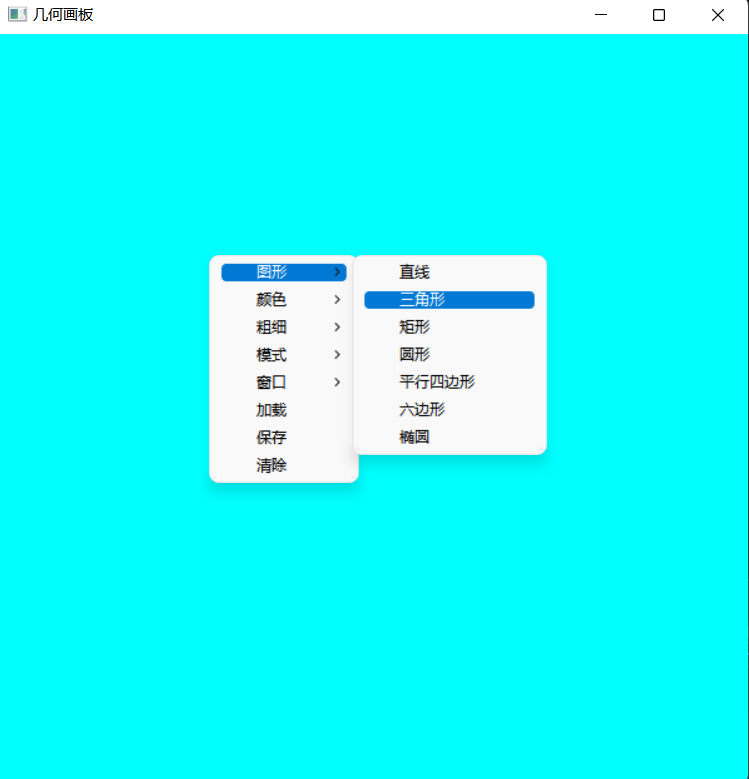 几何画板
图形
颜色
粗细
模式
窗口
加载
保存
清除
直线
三角形
矩形
圆形
平行四边形
六边形
椭圆